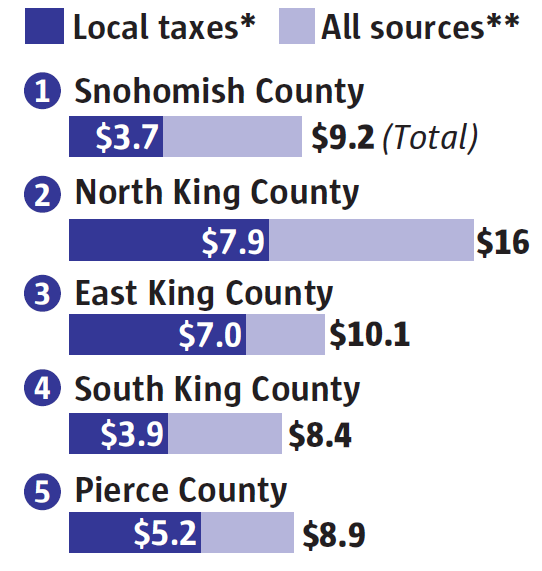 Local taxes* All sources**
1 Snohomish County
$3.7 $9.2 (Total)
2 North King County
$7.9 $16
3 East King County
$7.0 $10.1
4 South King County
$3.9 $8.4
5 Pierce County
$5.2 $8.9